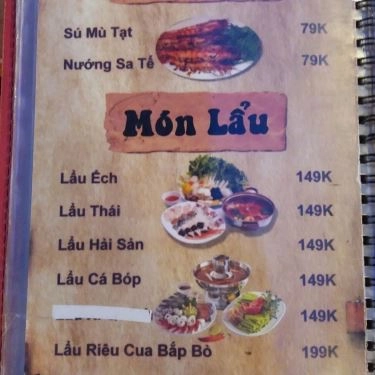 Sú Mù Tạt 79K
Nướng Sa Tế 79K
Món Lẩu
Lẩu Ếch 149K
Lẩu Thái 149K
Lẩu Hải Sản 149K
Lẩu Cá Bóp 149K
149K
Lẩu Riêu Cua Bắp Bò 199K